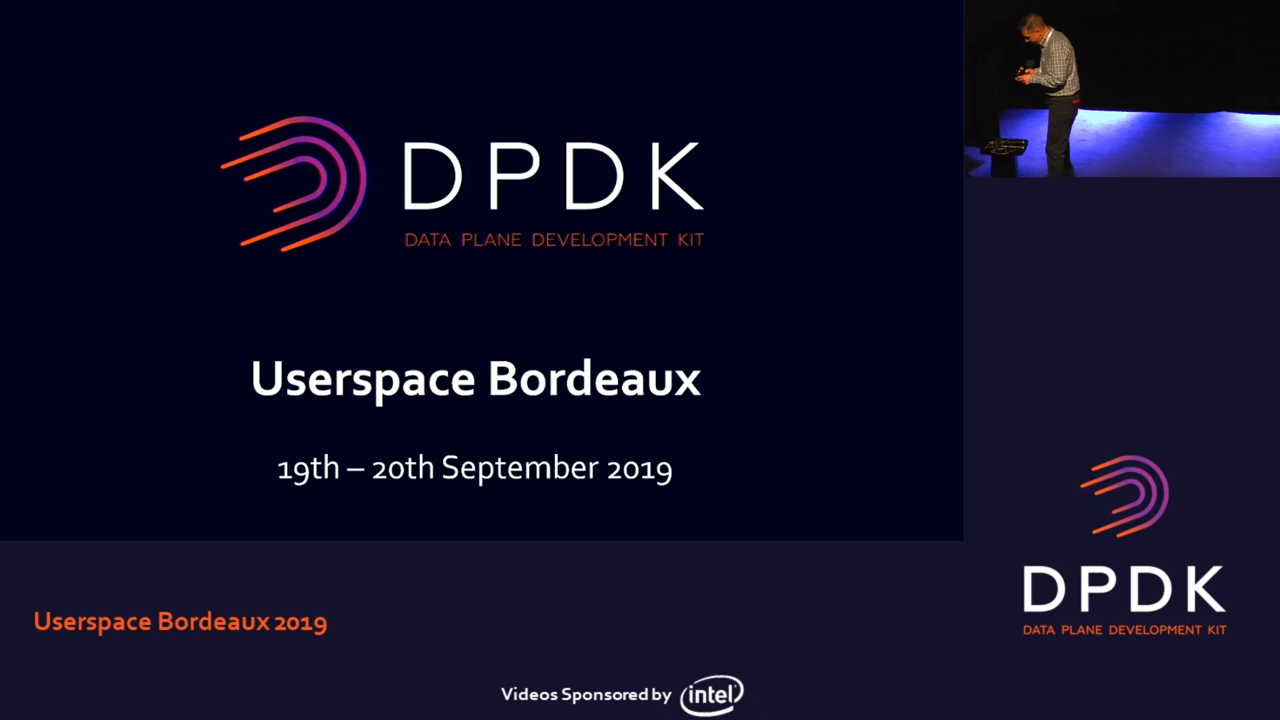 DPDK
DATA PLANE DEVELOPMENT KIT
Userspace Bordeaux
19th – 20th September 2019
DPDK
DATA PLANE DEVELOPMENT KIT
Userspace Bordeaux 2019
Videos Sponsored by intel